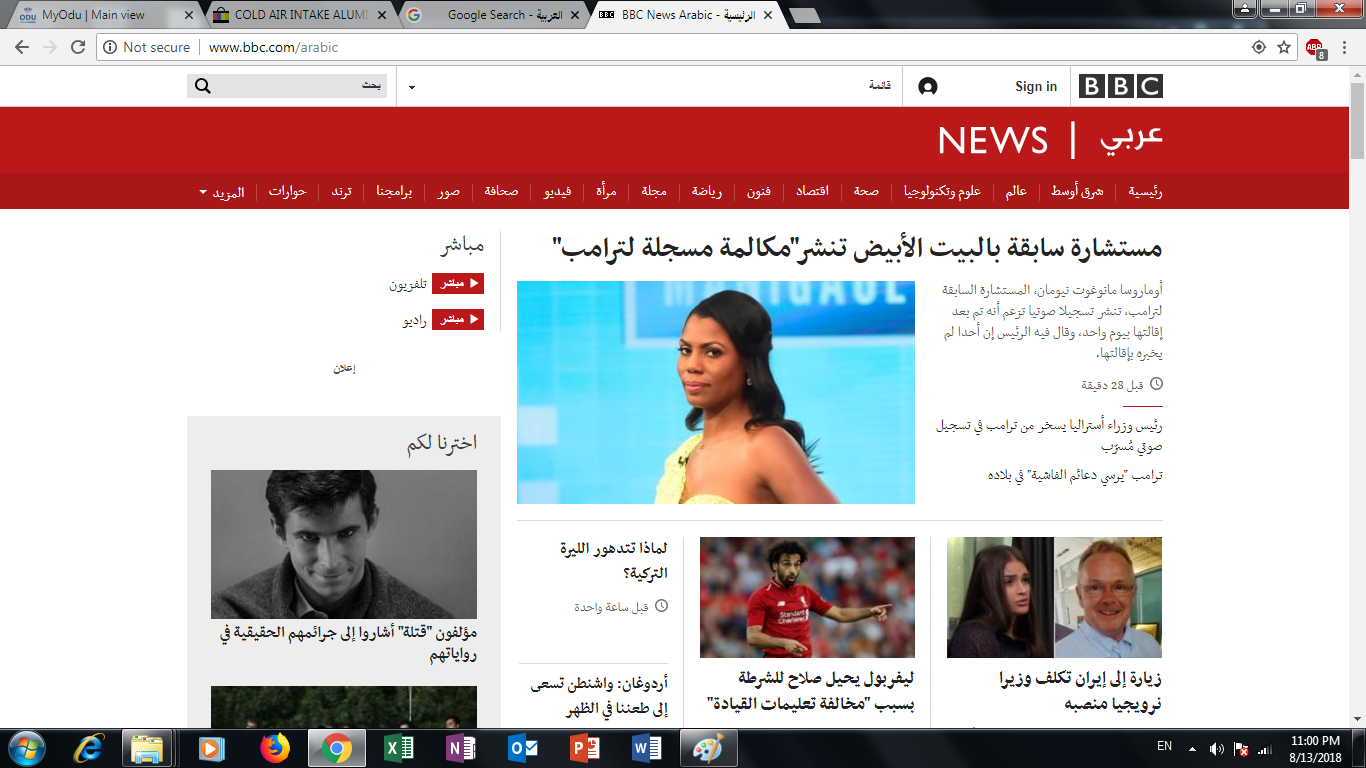 MyOdu | Main view
COLD AIR INTAKE ALUMI
Google Search - العربية
BBC News Arabic - الرئيسية
Not secure | www.bbc.com/arabic
ABP
8
BBC
Sign in
قائمة
بحث
عربي | NEWS
رئيسية
شرق أوسط
عالم
علوم وتكنولوجيا
صحة
اقتصاد
فنون
رياضة
مجلة
مرأة
فيديو
صحافة
صور
برامجنا
ترند
حوارات
المزيد
مستشارة سابقة بالبيت الأبيض تنشر"مكالمة مسجلة لترامب"
أوماروسا مانوغوت نيومان، المستشارة السابقة
لترامب، تنشر تسجيلا صوتيا تزعم أنه تم بعد
إقالتها بيوم واحد، وقال فيه الرئيس إن أحدا لم
يخبره بإقالتها.
قبل 28 دقيقة
رئيس وزراء أستراليا يسخر من ترامب في تسجيل
صوتي مُسرّب
ترامب "يرسي دعائم الفاشية" في بلاده
MANIGAUL
زيارة إلى إيران تكلف وزيرا
نرويجيا منصبه
Standard
Chartered
ليفربول يحيل صلاح للشرطة
بسبب "مخالفة تعليمات القيادة"
لماذا تتدهور الليرة
التركية؟
قبل ساعة واحدة
أردوغان: واشنطن تسعى
إلى طعننا في الظهر
مباشر
مباشر تلفزيون
مباشر راديو
إعلان
اخترنا لكم
مؤلفون "قتلة" أشاروا إلى جرائمهم الحقيقية في
رواياتهم
EN
11:00 PM
8/13/2018